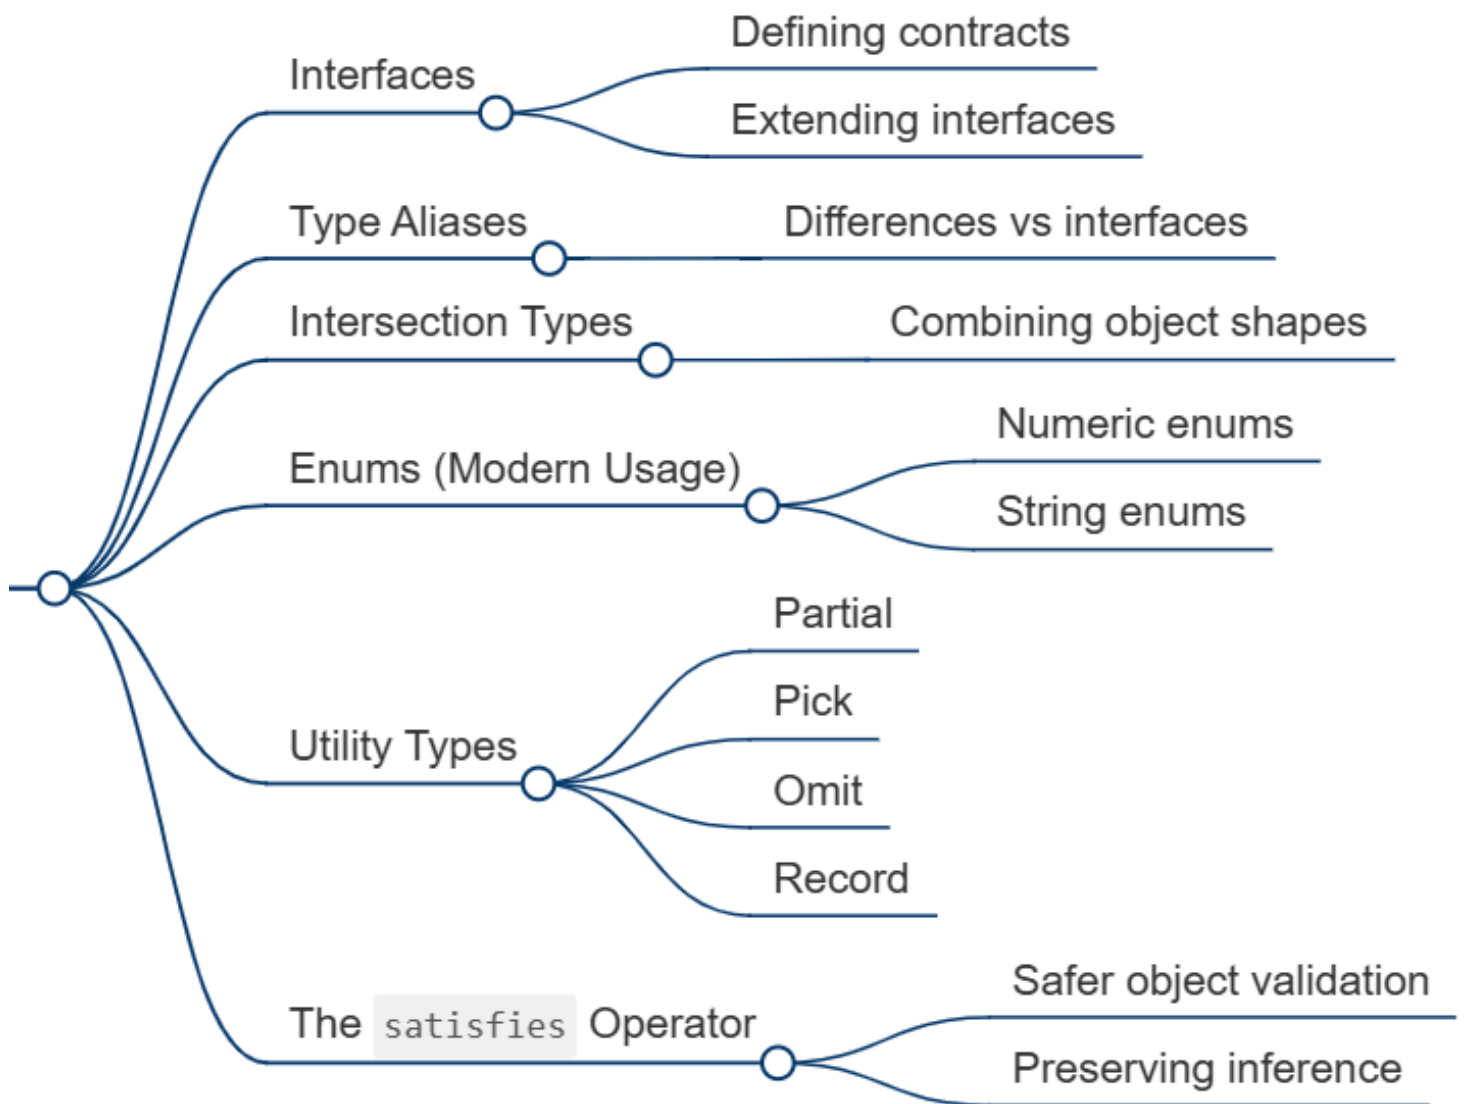 Interfaces
Defining contracts
Extending interfaces
Type Aliases
Differences vs interfaces
Intersection Types
Combining object shapes
Enums (Modern Usage)
Numeric enums
String enums
Utility Types
Partial
Pick
Omit
Record
The satisfies Operator
Safer object validation
Preserving inference